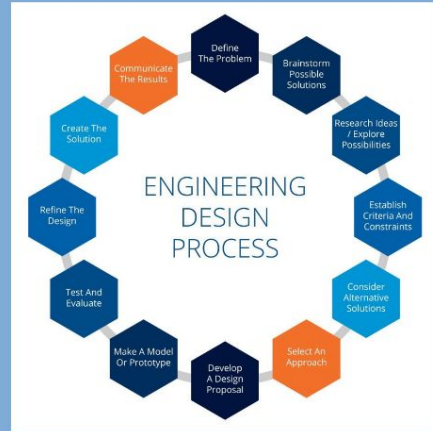 Define
The Problem
Brainstorm
Possible
Solutions
Research Ideas
/ Explore
Possibilities
Establish
Criteria And
Constraints
Consider
Alternative
Solutions
Select An
Approach
Develop
A Design
Proposal
Make A Model
Or Prototype
Test And
Evaluate
Refine The
Design
Create The
Solution
Communicate
The Results
ENGINEERING
DESIGN
PROCESS